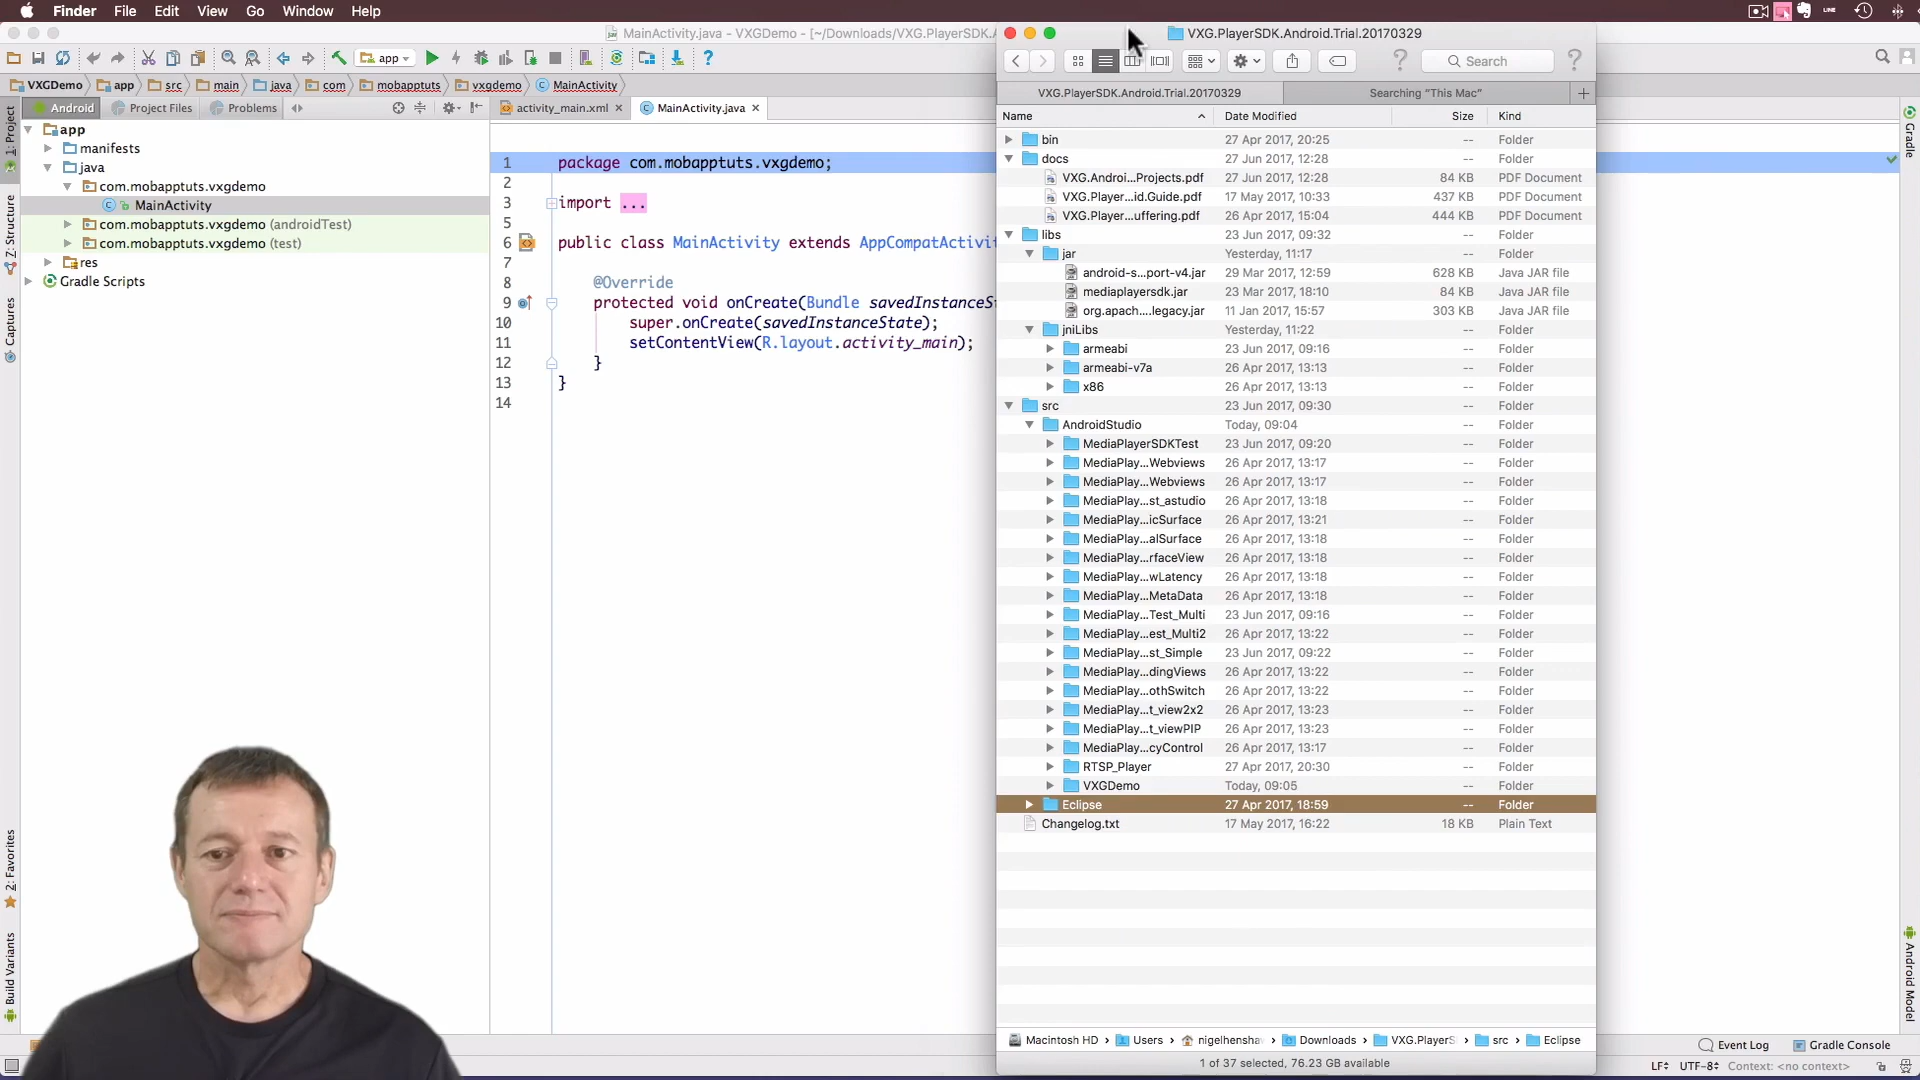 Finder File Edit View Go Window Help
MainActivity.java - VXGDemo - [~/Downloads/VXG.PlayerSDK.A
app
VXGDemo app src main java com mobapptuts vxgdemo MainActivity
Android Project Files Problems
activity_main.xml MainActivity.java
1: Project
Z: Structure
Captures
2: Favorites
Build Variants
app
manifests
java
com.mobapptuts.vxgdemo
MainActivity
com.mobapptuts.vxgdemo (androidTest)
com.mobapptuts.vxgdemo (test)
res
Gradle Scripts
1 package com.mobapptuts.vxgdemo;
2
3 import ...
5
6 public class MainActivity extends AppCompatActivi
7
8 @Override
9 protected void onCreate(Bundle savedInstanceSt
10 super.onCreate(savedInstanceState);
11 setContentView(R.layout.activity_main);
12 }
13 }
14
VXG.PlayerSDK.Android.Trial.20170329
Search
VXG.PlayerSDK.Android.Trial.20170329 Searching “This Mac”
Name Date Modified Size Kind
bin 27 Apr 2017, 20:25 -- Folder
docs 27 Jun 2017, 12:28 -- Folder
VXG.Androi...Projects.pdf 27 Jun 2017, 12:28 84 KB PDF Document
VXG.Player...id.Guide.pdf 17 May 2017, 10:33 437 KB PDF Document
VXG.Player...uffering.pdf 26 Apr 2017, 15:04 444 KB PDF Document
libs 23 Jun 2017, 09:32 -- Folder
jar Yesterday, 11:17 -- Folder
android-s...port-v4.jar 29 Mar 2017, 12:59 628 KB Java JAR file
mediaplayersdk.jar 23 Mar 2017, 18:10 84 KB Java JAR file
org.apach....legacy.jar 11 Jan 2017, 15:57 303 KB Java JAR file
jniLibs Yesterday, 11:22 -- Folder
armeabi 23 Jun 2017, 09:16 -- Folder
armeabi-v7a 26 Apr 2017, 13:13 -- Folder
x86 26 Apr 2017, 13:13 -- Folder
src 23 Jun 2017, 09:30 -- Folder
AndroidStudio Today, 09:04 -- Folder
MediaPlayerSDKTest 23 Jun 2017, 09:20 -- Folder
MediaPlay...Webviews 26 Apr 2017, 13:17 -- Folder
MediaPlay...Webviews 26 Apr 2017, 13:17 -- Folder
MediaPlay...st_astudio 26 Apr 2017, 13:18 -- Folder
MediaPlay...icSurface 26 Apr 2017, 13:21 -- Folder
MediaPlay...alSurface 26 Apr 2017, 13:18 -- Folder
MediaPlay...rfaceView 26 Apr 2017, 13:18 -- Folder
MediaPlay...wLatency 26 Apr 2017, 13:18 -- Folder
MediaPlay...MetaData 26 Apr 2017, 13:18 -- Folder
MediaPlay...Test_Multi 23 Jun 2017, 09:16 -- Folder
MediaPlay...est_Multi2 26 Apr 2017, 13:22 -- Folder
MediaPlay...st_Simple 23 Jun 2017, 09:22 -- Folder
MediaPlay...dingViews 26 Apr 2017, 13:22 -- Folder
MediaPlay...othSwitch 26 Apr 2017, 13:22 -- Folder
MediaPlay...t_view2x2 26 Apr 2017, 13:23 -- Folder
MediaPlay...t_viewPIP 26 Apr 2017, 13:23 -- Folder
MediaPlay...cyControl 26 Apr 2017, 13:17 -- Folder
RTSP_Player 27 Apr 2017, 20:30 -- Folder
VXGDemo Today, 09:05 -- Folder
Eclipse 27 Apr 2017, 18:59 -- Folder
Changelog.txt 17 May 2017, 16:22 18 KB Plain Text
Macintosh HD Users nigelhensha Downloads VXG.PlayerS src Eclipse
1 of 37 selected, 76.23 GB available
Gradle
Android Model
Event Log Gradle Console
LF UTF-8 Context: <no context>